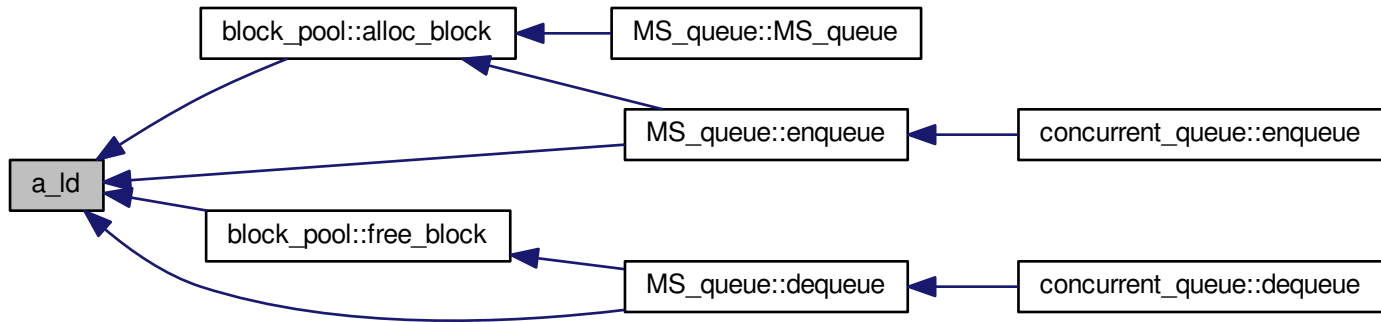 block_pool::alloc_block
MS_queue::MS_queue
MS_queue::enqueue
concurrent_queue::enqueue
a_ld
block_pool::free_block
MS_queue::dequeue
concurrent_queue::dequeue